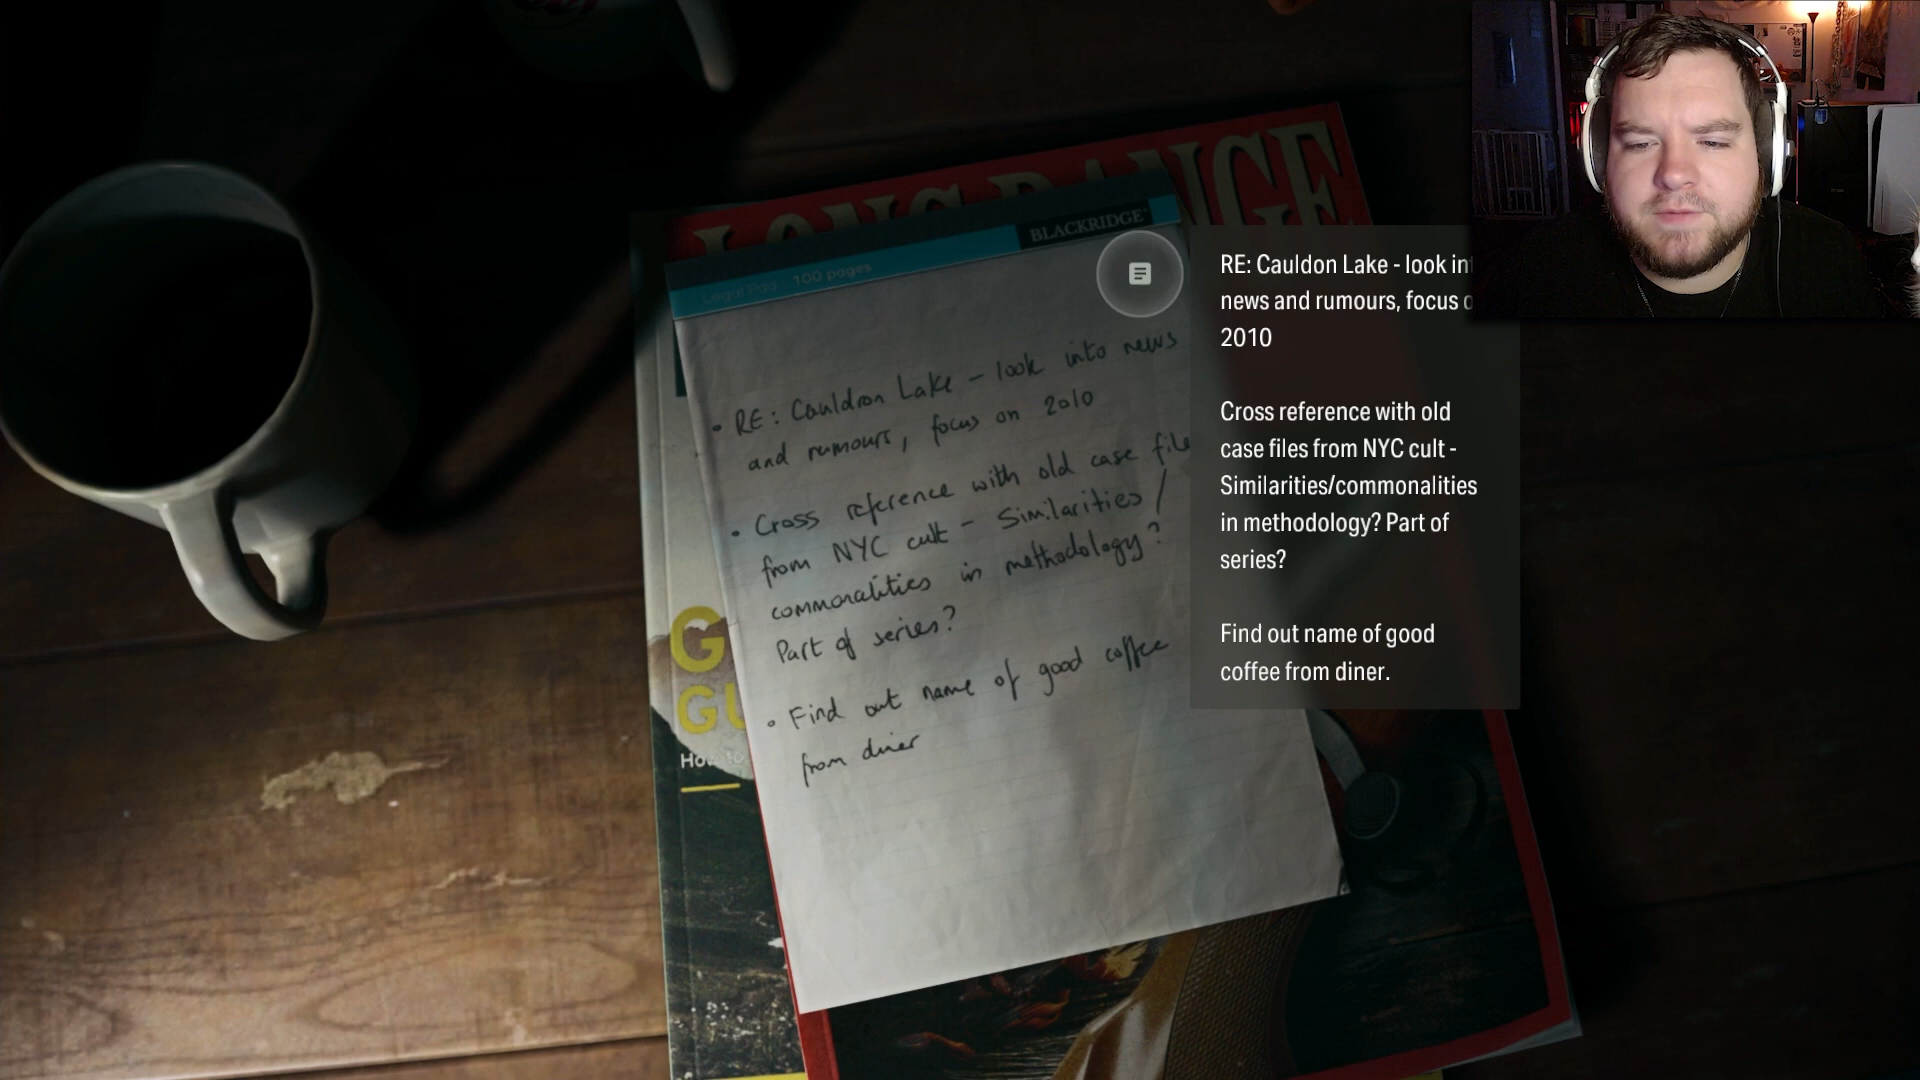 LONG RANGE
BLACKRIDGE
Legal Pad 100 pages
• RE: Cauldron Lake – look into news
and rumours, focus on 2010
• Cross reference with old case file
from NYC cult – Similarities /
commonalities in methodology?
Part of series?
• Find out name of good coffee
from diner
RE: Cauldon Lake - look int
news and rumours, focus o
2010
Cross reference with old
case files from NYC cult -
Similarities/commonalities
in methodology? Part of
series?
Find out name of good
coffee from diner.